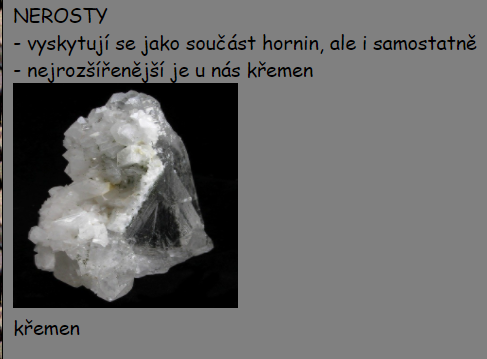 NEROSTY
- vyskytují se jako součást hornin, ale i samostatně
- nejrozšířenější je u nás křemen
křemen